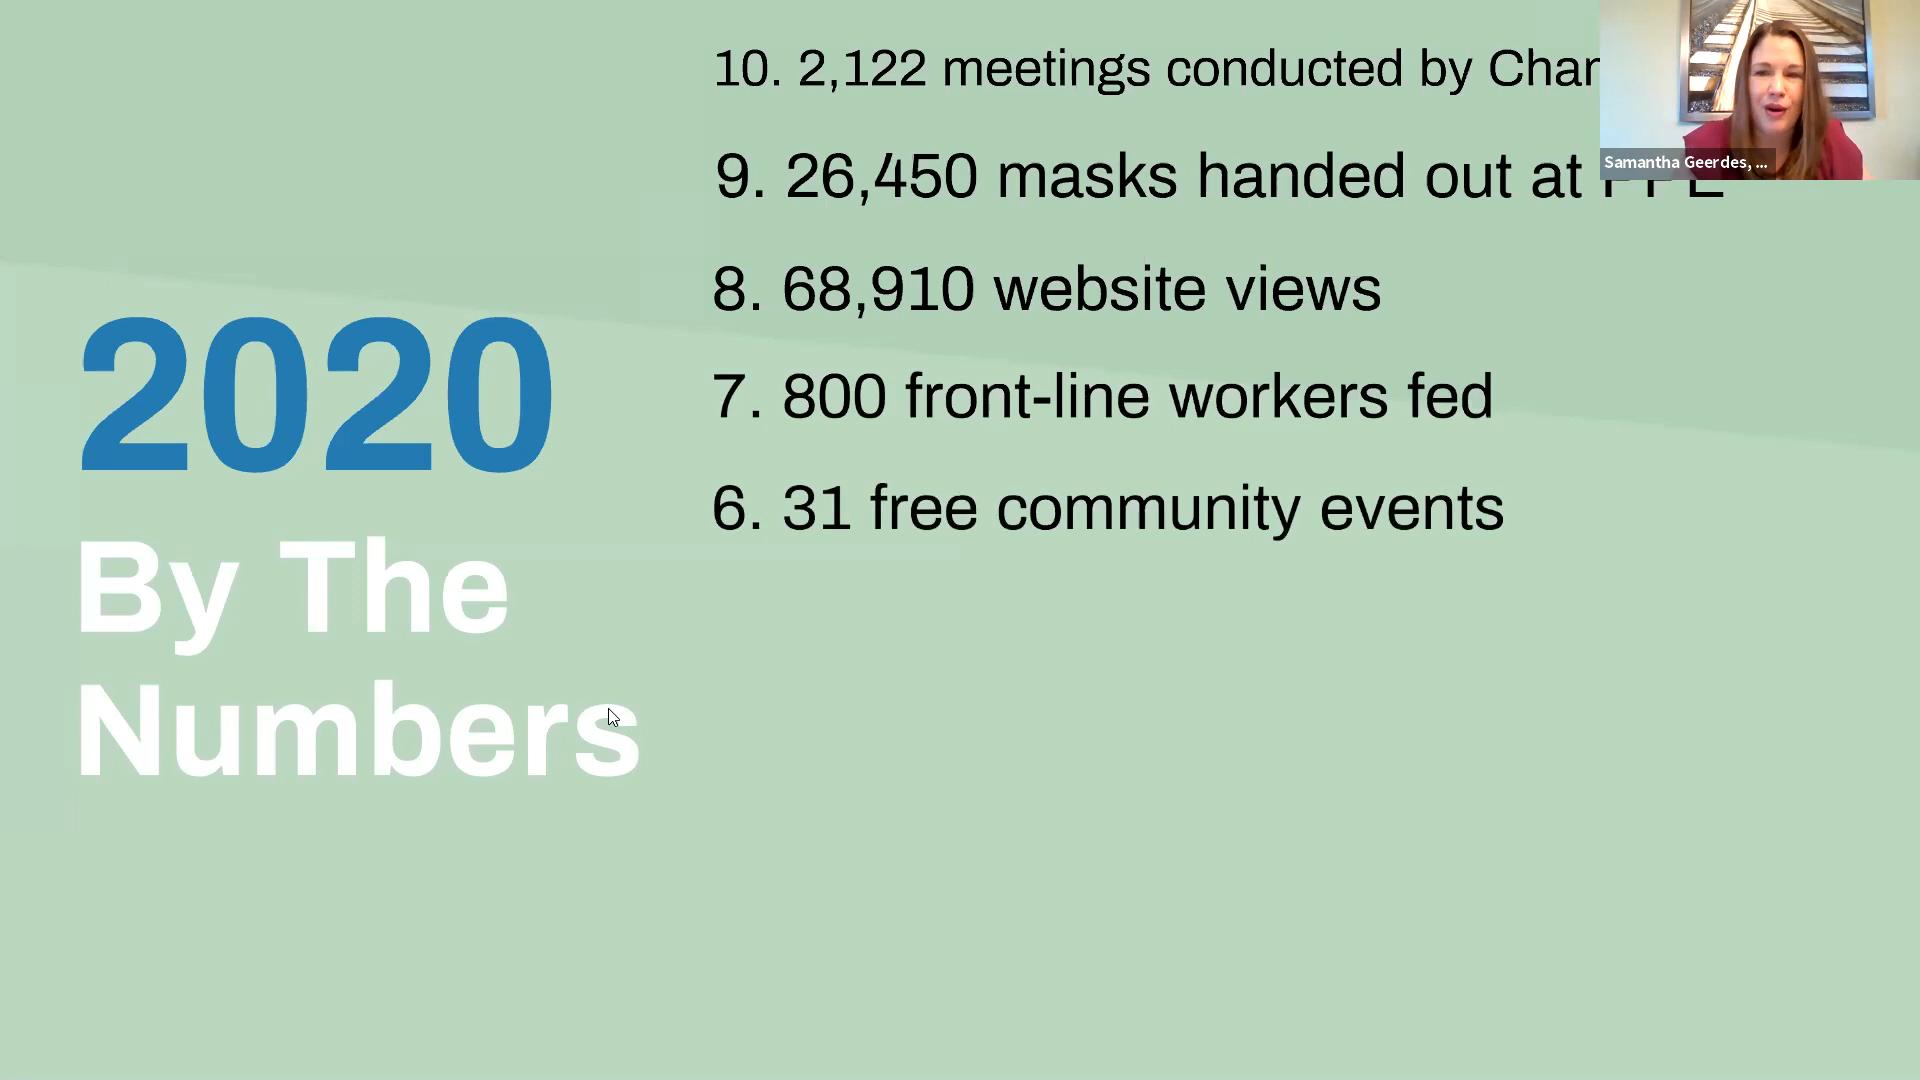 10. 2,122 meetings conducted by
9. 26,450 masks handed out at PPE
8. 68,910 website views
7. 800 front-line workers fed
6. 31 free community events
2020
By The
Numbers
Samantha Geerdes, ...